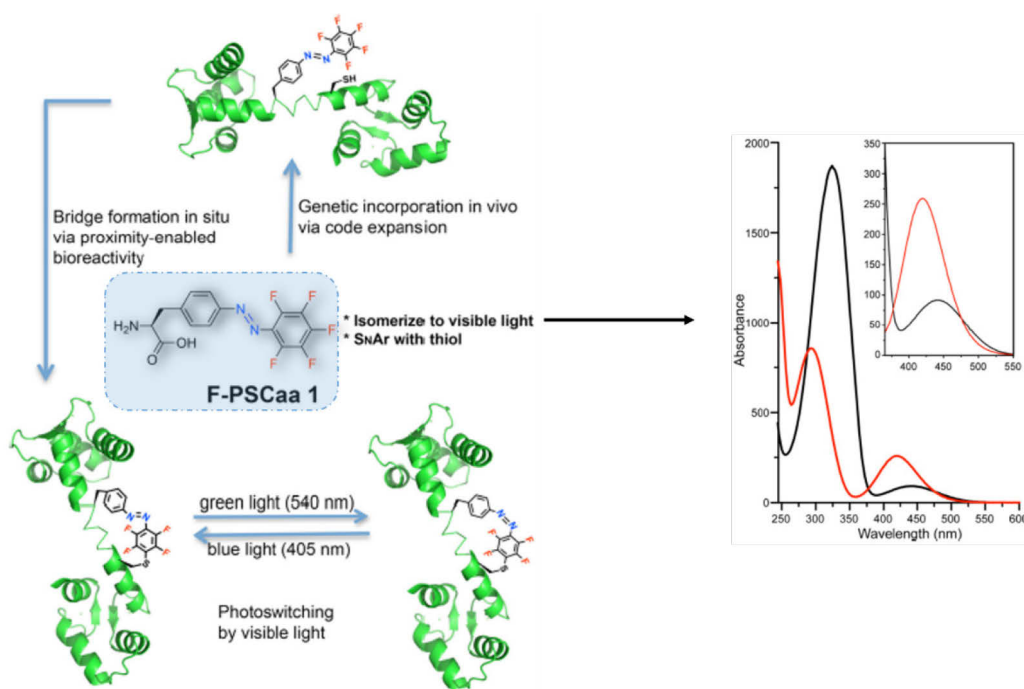 F
F
F
F
F
N=N
SH
Bridge formation in situ
via proximity-enabled
bioreactivity
Genetic incorporation in vivo
via code expansion
H₂N
O
OH
N
N
F
F
F
F
F
* Isomerize to visible light
* SNAr with thiol
F-PSCaa 1
green light (540 nm)
blue light (405 nm)
Photoswitching
by visible light
N=N
F
F
F
F
S
N=N
F
F
F
F
S
Absorbance
2000
1500
1000
500
0
250 300 350 400 450 500 550 600
Wavelength (nm)
350
300
250
200
150
100
50
0
400 450 500 550